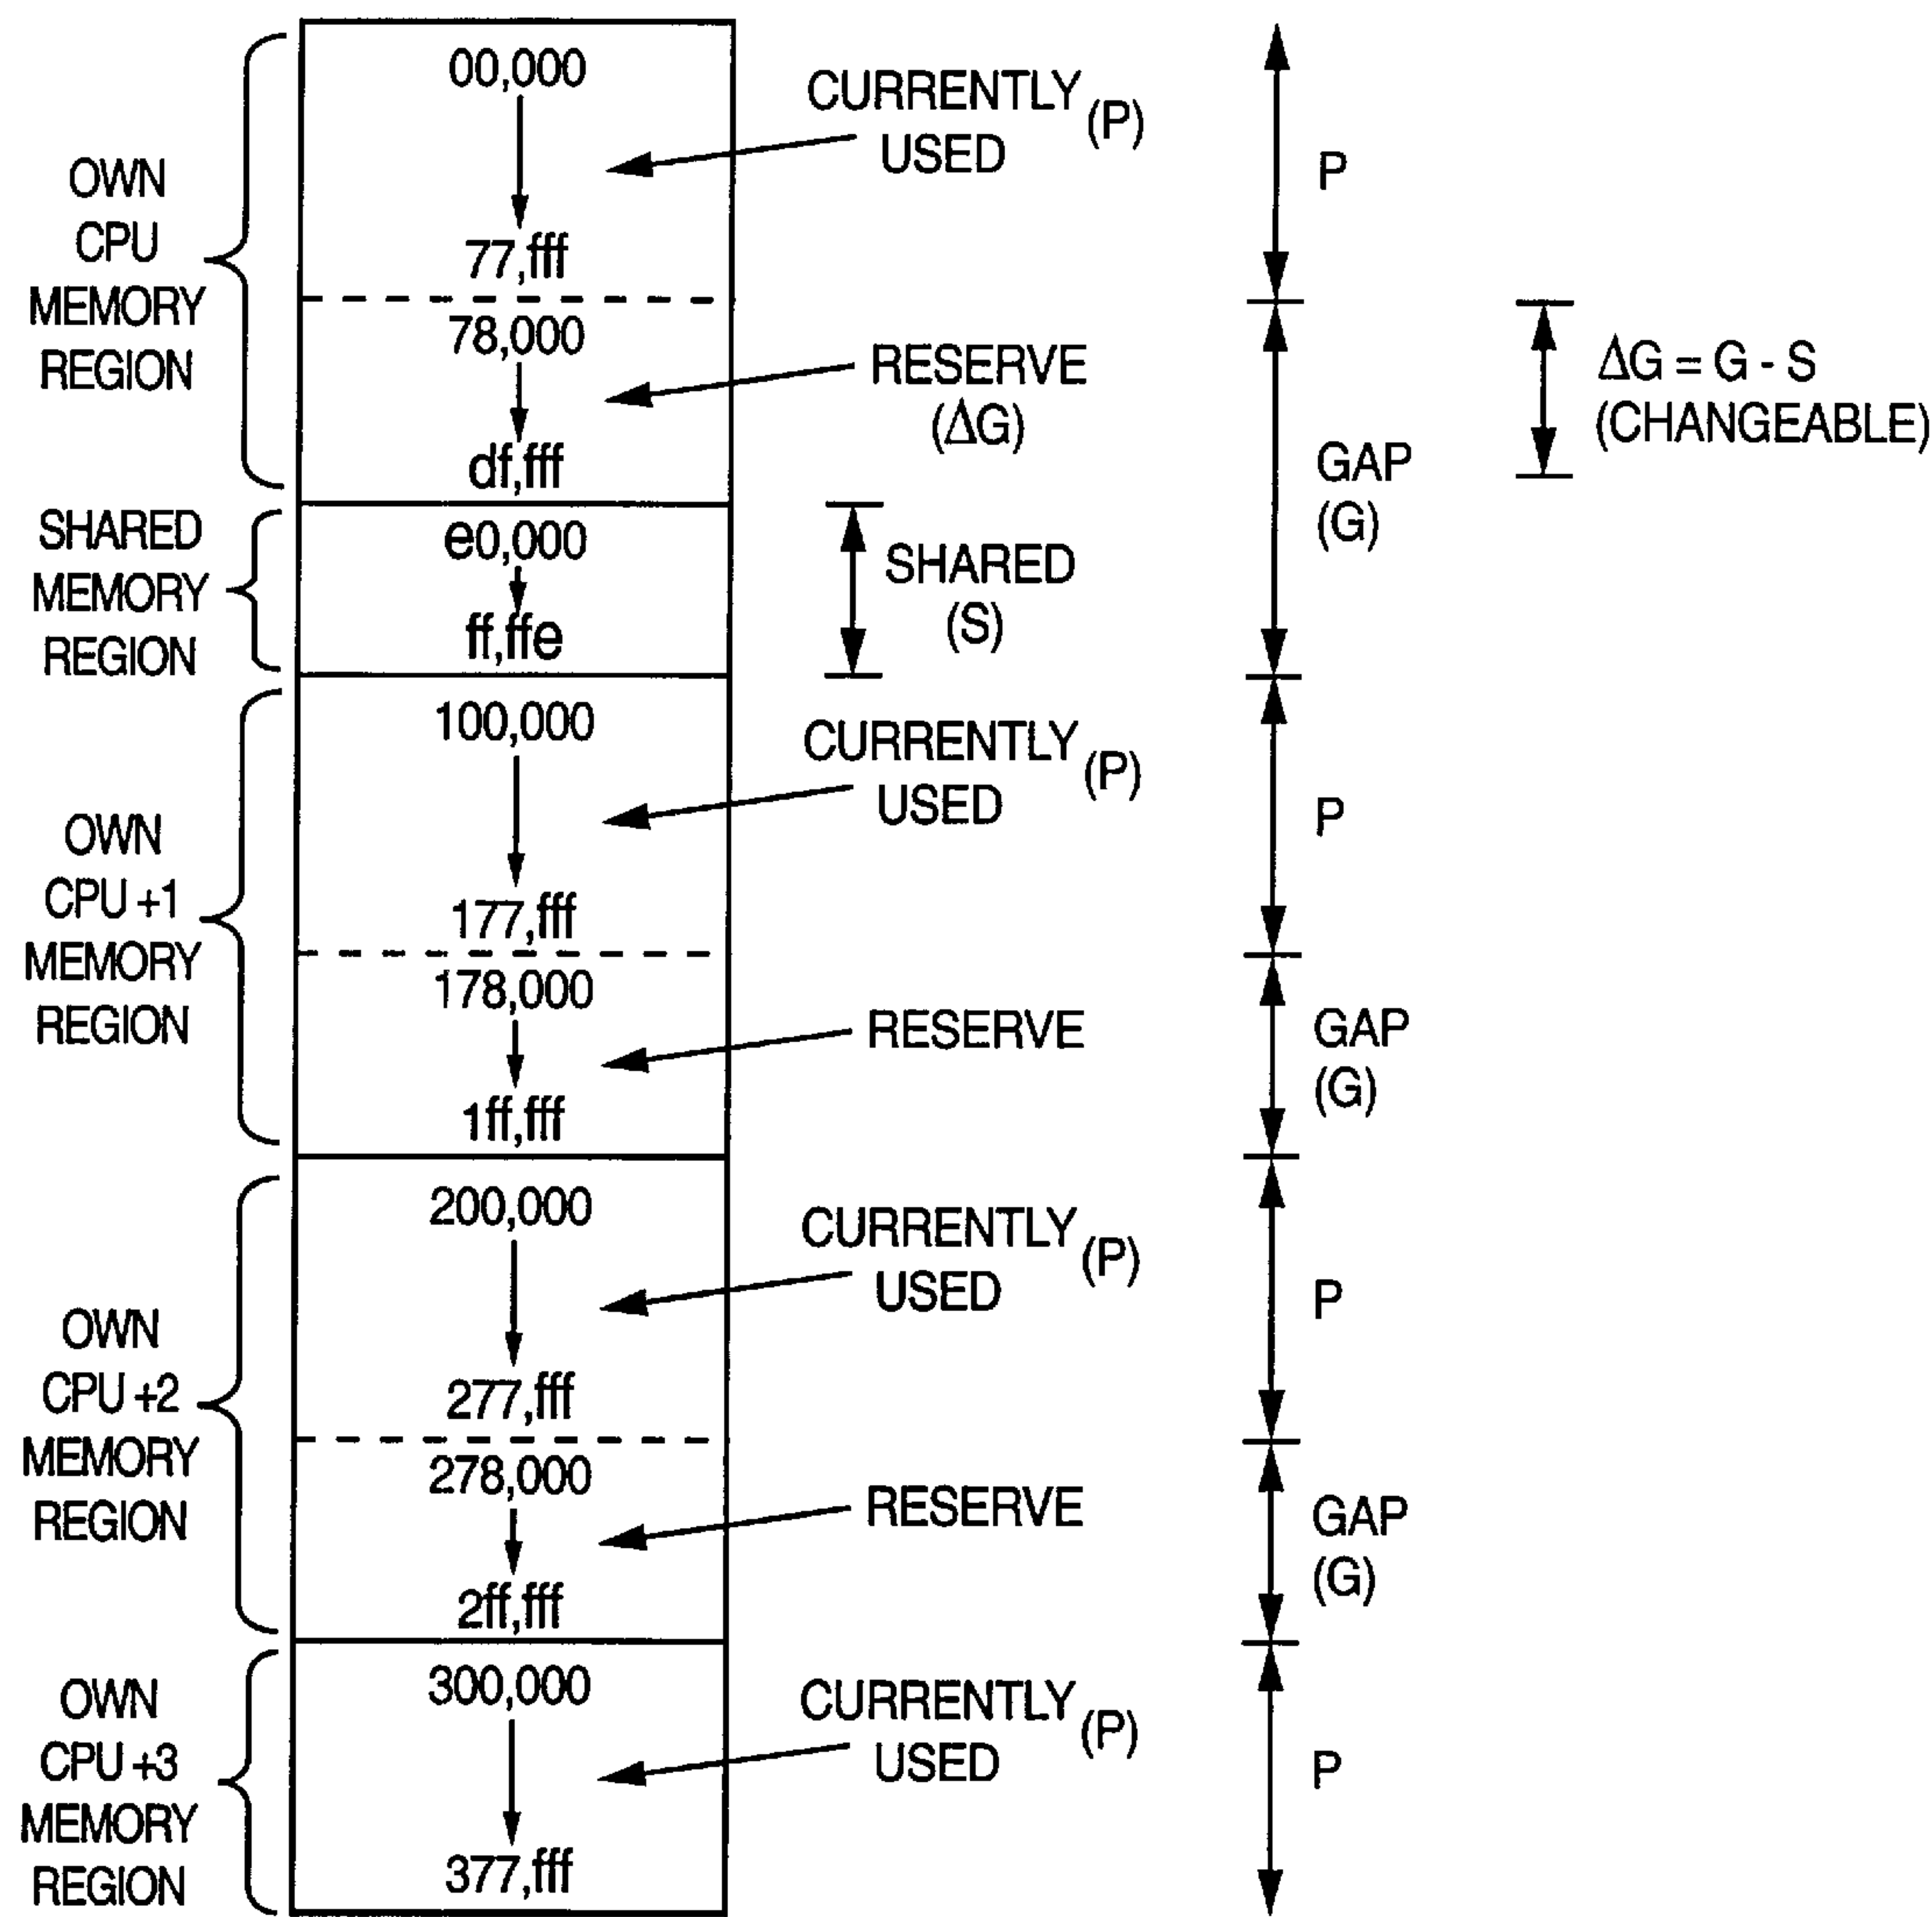 00,000
CURRENTLY (P)
USED
P
OWN
CPU
MEMORY
REGION
77,fff
78,000
RESERVE
(ΔG)
df,fff
GAP
(G)
ΔG = G - S
(CHANGEABLE)
SHARED
MEMORY
REGION
e0,000
ff,ffe
SHARED
(S)
100,000
CURRENTLY (P)
USED
P
OWN
CPU +1
MEMORY
REGION
177,fff
178,000
RESERVE
1ff,fff
GAP
(G)
200,000
CURRENTLY (P)
USED
P
OWN
CPU +2
MEMORY
REGION
277,fff
278,000
RESERVE
2ff,fff
GAP
(G)
300,000
CURRENTLY (P)
USED
P
OWN
CPU +3
MEMORY
REGION
377,fff